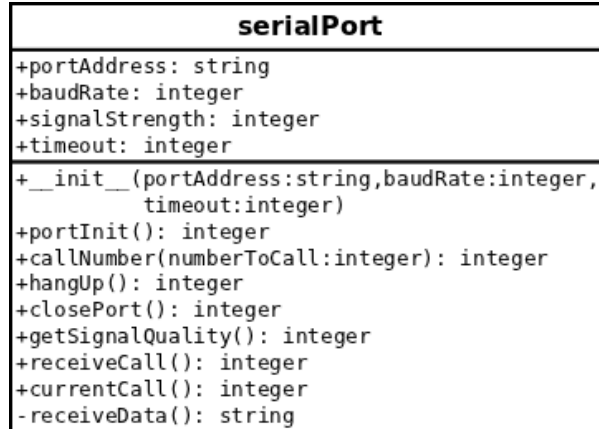 serialPort
+portAddress: string
+baudRate: integer
+signalStrength: integer
+timeout: integer
+__init__(portAddress:string,baudRate:integer,
timeout:integer)
+portInit(): integer
+callNumber(numberToCall:integer): integer
+hangUp(): integer
+closePort(): integer
+getSignalQuality(): integer
+receiveCall(): integer
+currentCall(): integer
-receiveData(): string